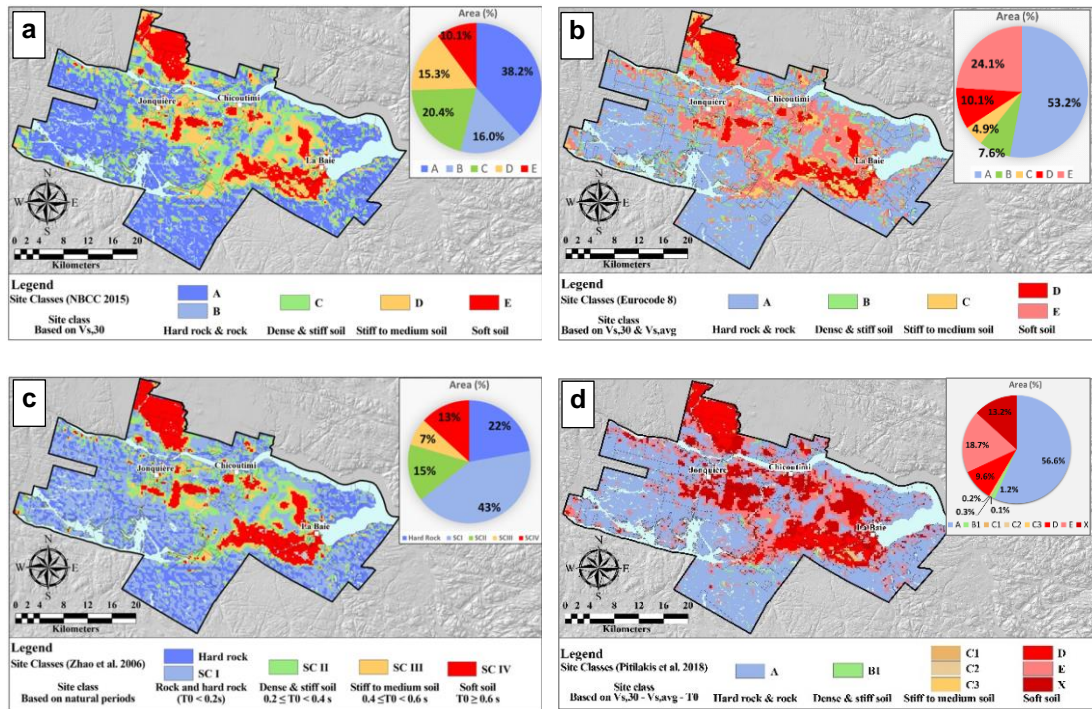 a
Area (%)
10.1%
38.2%
15.3%
20.4%
16.0%
A B C D E
Jonquière
Chicoutimi
La Baie
N
W E
S
0 2 4 8 12 16 20
Kilometers
Legend
Site Classes (NBCC 2015)
A
B
C
D
E
Site class
Based on Vs,30
Hard rock & rock
Dense & stiff soil
Stiff to medium soil
Soft soil
b
Area (%)
24.1%
53.2%
10.1%
4.9%
7.6%
A B C D E
Jonquière
Chicoutimi
La Baie
N
W E
S
0 2 4 8 12 16 20
Kilometers
Legend
Site Classes (Eurocode 8)
A
B
C
D
E
Site class
Based on Vs,30 & Vs,avg
Hard rock & rock
Dense & stiff soil
Stiff to medium soil
Soft soil
c
Area (%)
13%
22%
7%
15%
43%
Hard Rock SCI SCII SCIII SCIV
Jonquière
Chicoutimi
La Baie
N
W E
S
0 2 4 8 12 16 20
Kilometers
Legend
Site Classes (Zhao et al. 2006)
Hard rock
SC I
SC II
SC III
SC IV
Site class
Based on natural periods
Rock and hard rock
(T0 < 0.2s)
Dense & stiff soil
0.2 ≤ T0 < 0.4 s
Stiff to medium soil
0.4 ≤T0 < 0.6 s
Soft soil
T0 ≥ 0.6 s
d
Area (%)
13.2%
18.7%
56.6%
9.6%
0.2%
1.2%
0.3%
0.1%
A B1 C1 C2 C3 D E X
Jonquière
Chicoutimi
La Baie
N
W E
S
0 2 4 8 12 16 20
Kilometers
Legend
Site Classes (Pitilakis et al. 2018)
A
B1
C1
C2
C3
D
E
X
Site class
Based on Vs,30 - Vs,avg - T0
Hard rock & rock
Dense & stiff soil
Stiff to medium soil
Soft soil